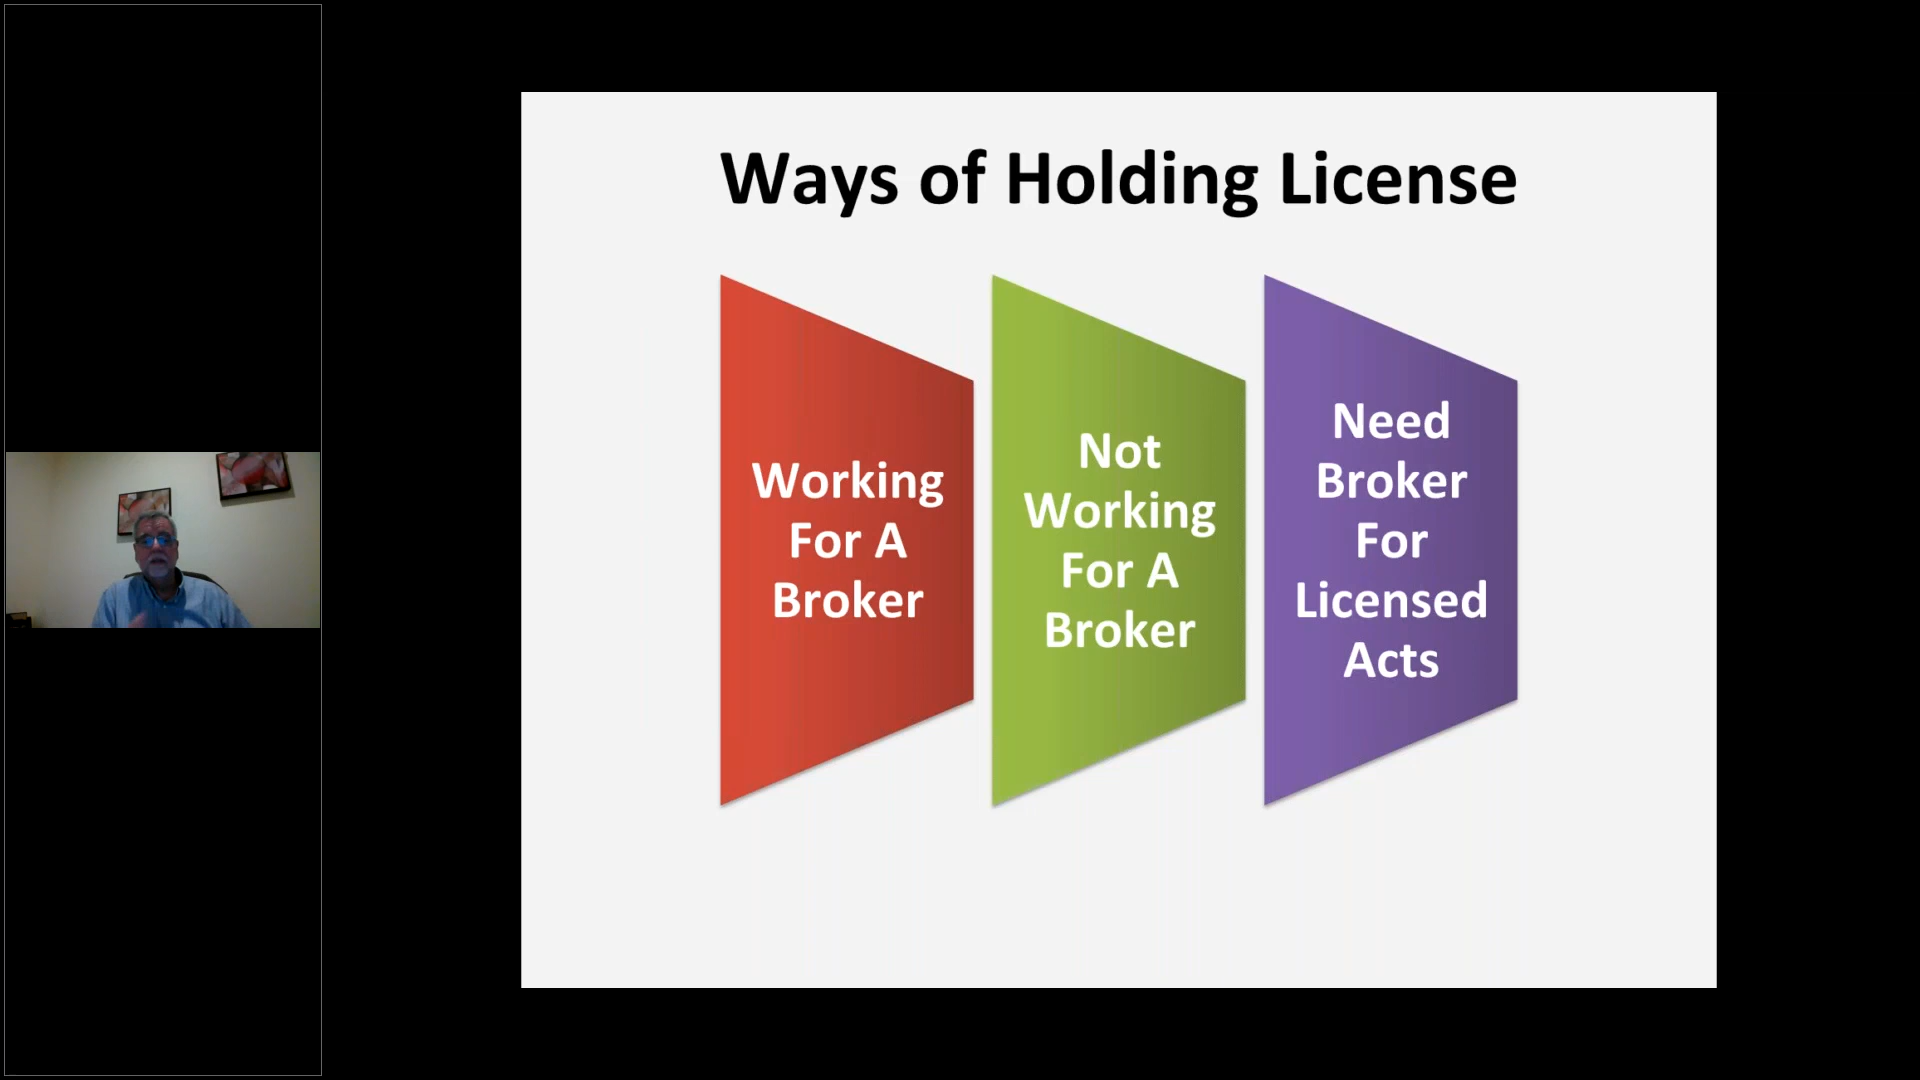 Ways of Holding License
Working
For A
Broker
Not
Working
For A
Broker
Need
Broker
For
Licensed
Acts